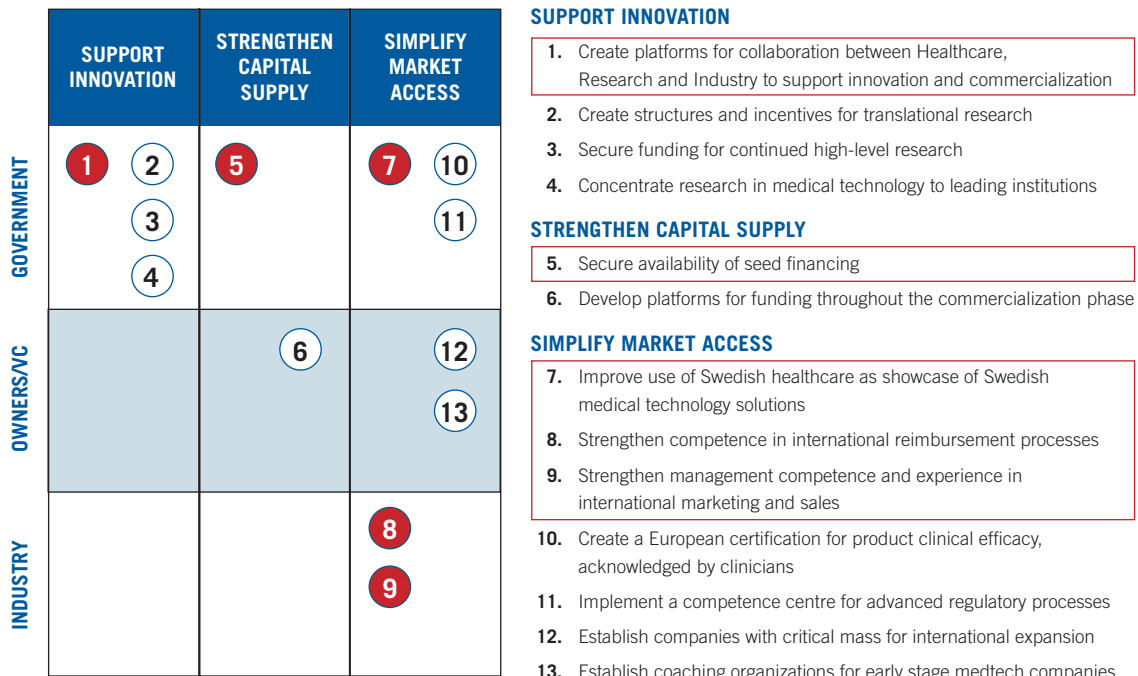 SUPPORT
INNOVATION
STRENGTHEN
CAPITAL
SUPPLY
SIMPLIFY
MARKET
ACCESS
GOVERNMENT
1
2
5
7
10
3
11
4
OWNERS/VC
6
12
13
INDUSTRY
8
9
SUPPORT INNOVATION
1. Create platforms for collaboration between Healthcare,
Research and Industry to support innovation and commercialization
2. Create structures and incentives for translational research
3. Secure funding for continued high-level research
4. Concentrate research in medical technology to leading institutions
STRENGTHEN CAPITAL SUPPLY
5. Secure availability of seed financing
6. Develop platforms for funding throughout the commercialization phase
SIMPLIFY MARKET ACCESS
7. Improve use of Swedish healthcare as showcase of Swedish
medical technology solutions
8. Strengthen competence in international reimbursement processes
9. Strengthen management competence and experience in
international marketing and sales
10. Create a European certification for product clinical efficacy,
acknowledged by clinicians
11. Implement a competence centre for advanced regulatory processes
12. Establish companies with critical mass for international expansion
13. Establish coaching organizations for early stage medtech companies